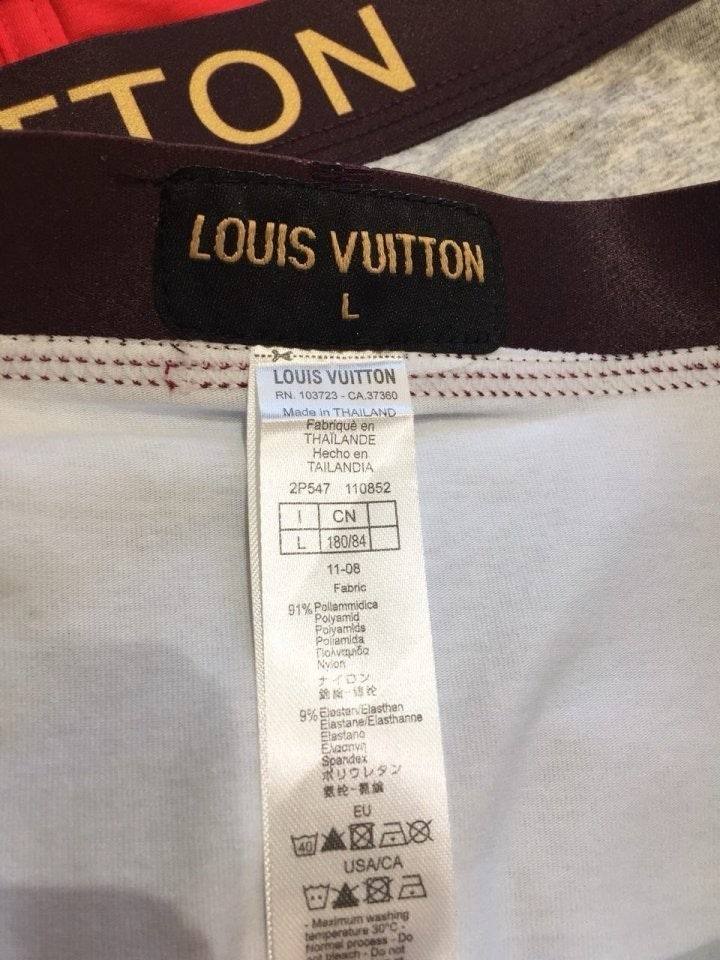 TTON
LOUIS VUITTON
L
LOUIS VUITTON
RN. 103723 - CA.37360
Made in THAILAND
Fabriqué en
THAÏLANDE
Hecho en
TAILANDIA
2P547 110852
I CN
L 180/84
11-08
Fabric
91% Poliammidica
Polyamid
Polyamids
Poliamida
Πολυαμιδα
Nylon
ナイロン
9% Elastan/Elasthan
Elastane/Elasthanne
Elastano
Spandex
ポリウレタン
EU
40
USA/CA
- Maximum washing
temperature 30°C -
Normal process - Do
not bleach - Do not